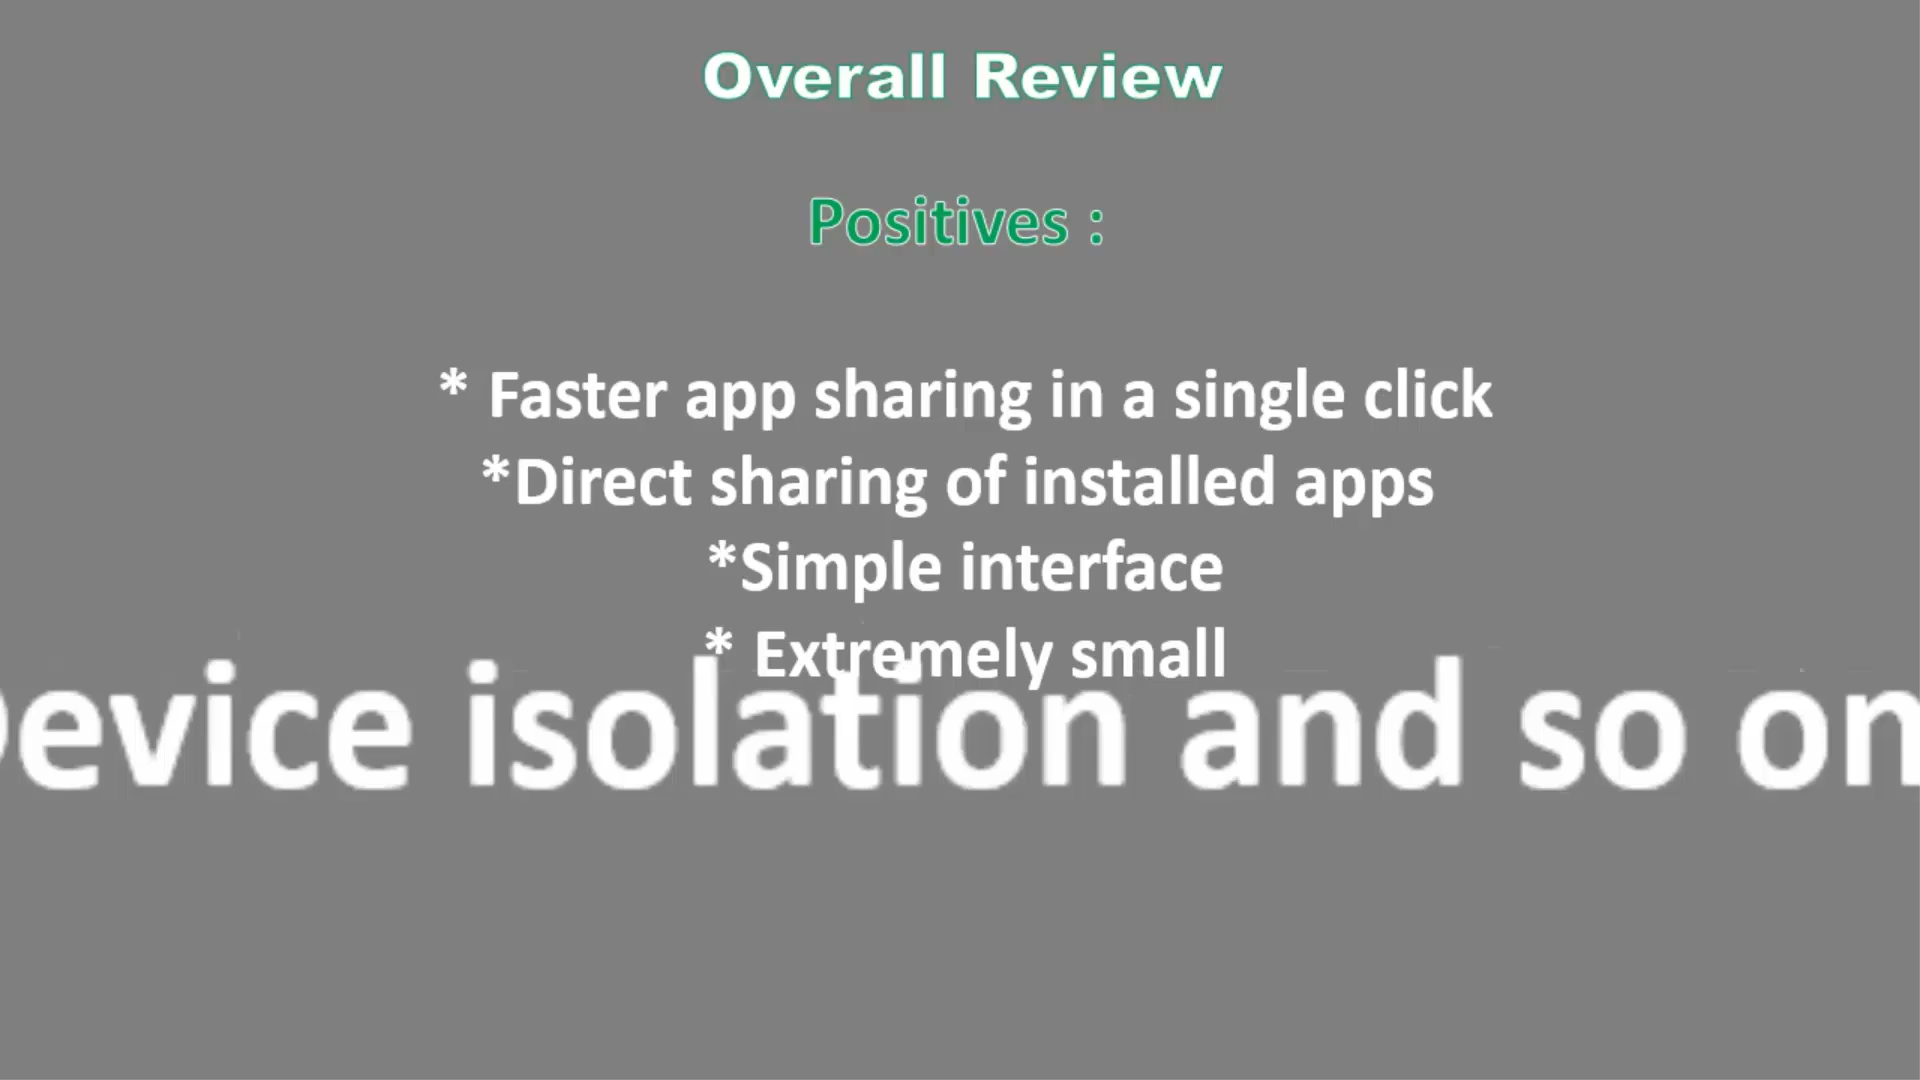 Overall Review
Positives :
* Faster app sharing in a single click
*Direct sharing of installed apps
*Simple interface
* Extremely small
evice isolation and so on